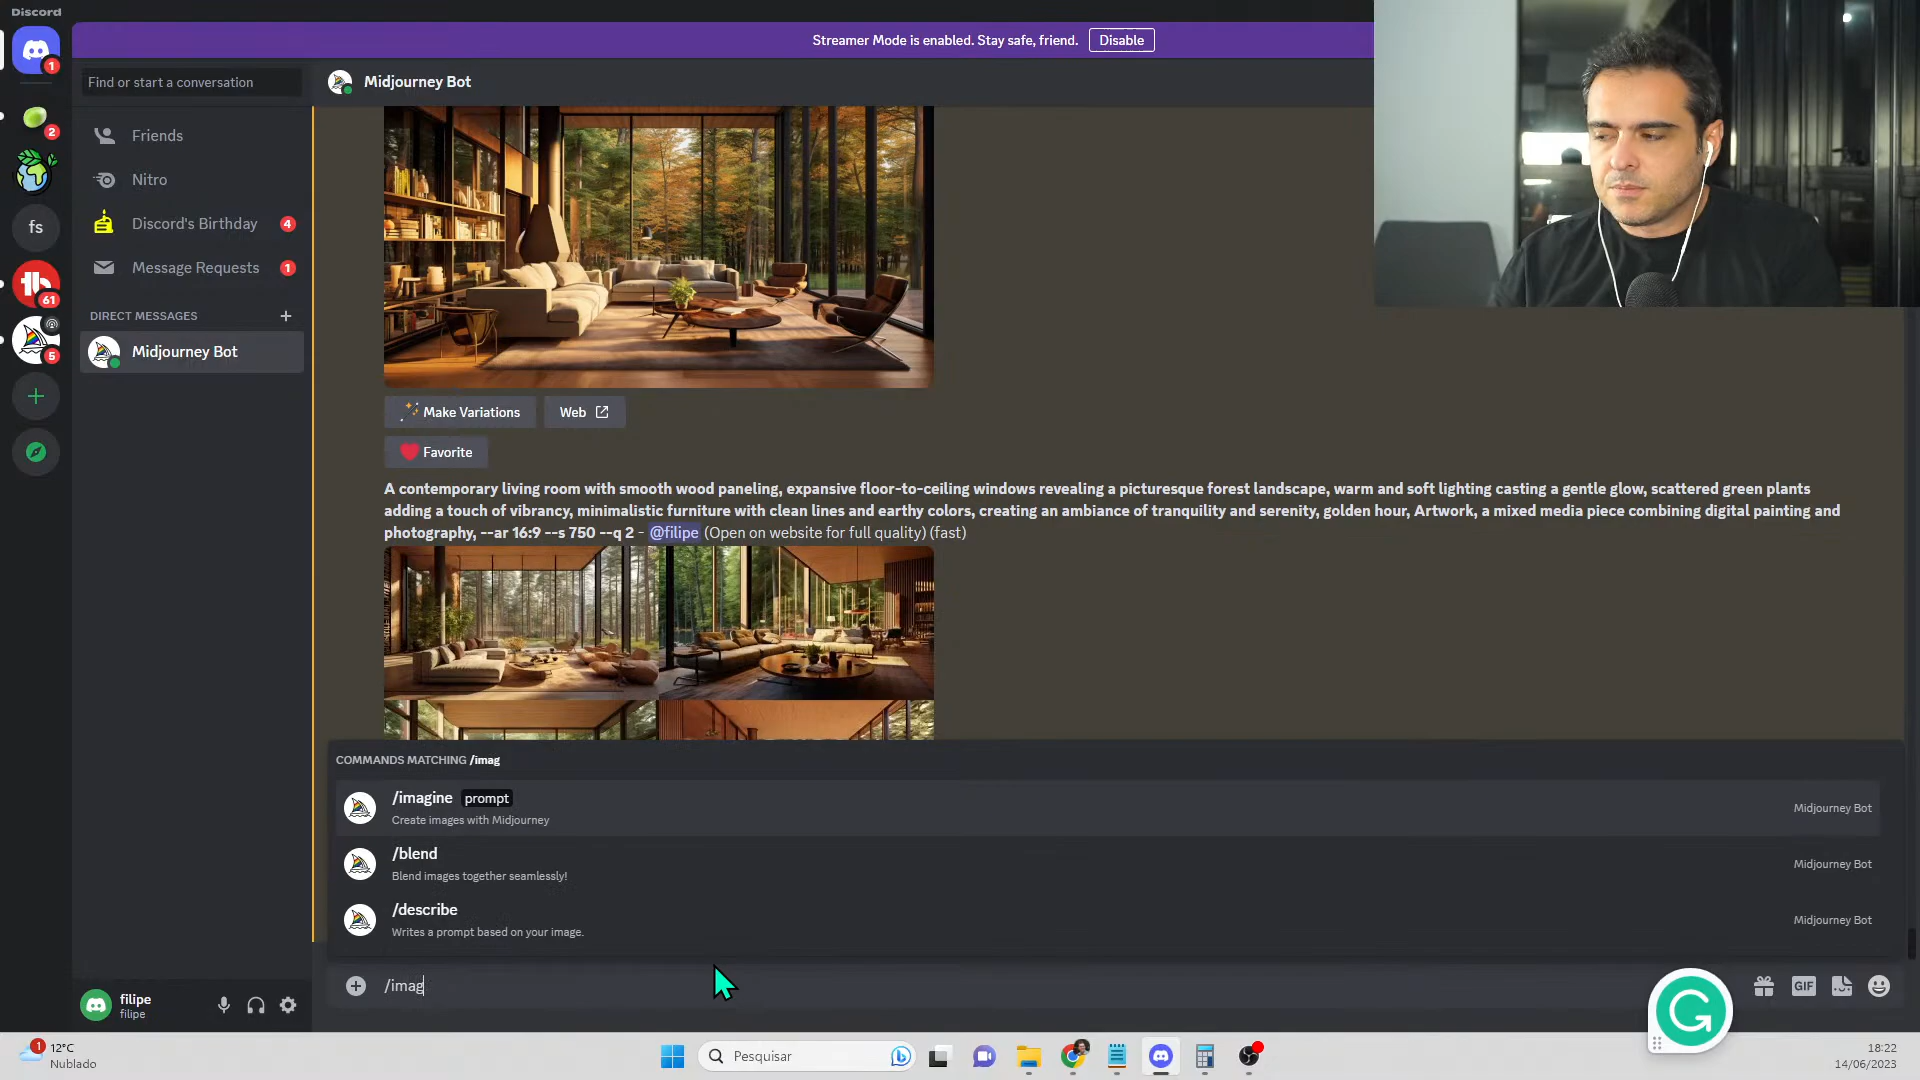 Discord
Streamer Mode is enabled. Stay safe, friend.
Disable
1
Find or start a conversation
Midjourney Bot
2
Friends
Nitro
fs
Discord's Birthday
4
Message Requests
1
61
DIRECT MESSAGES
5
Midjourney Bot
Make Variations
Web
Favorite
A contemporary living room with smooth wood paneling, expansive floor-to-ceiling windows revealing a picturesque forest landscape, warm and soft lighting casting a gentle glow, scattered green plants
adding a touch of vibrancy, minimalistic furniture with clean lines and earthy colors, creating an ambiance of tranquility and serenity, golden hour, Artwork, a mixed media piece combining digital painting and
photography, --ar 16:9 --s 750 --q 2 - @filipe (Open on website for full quality) (fast)
COMMANDS MATCHING /imag
/imagine prompt
Create images with Midjourney
Midjourney Bot
/blend
Blend images together seamlessly!
Midjourney Bot
/describe
Writes a prompt based on your image.
Midjourney Bot
/imag
GIF
filipe
filipe
1
12°C
Nublado
Pesquisar
18:22
14/06/2023